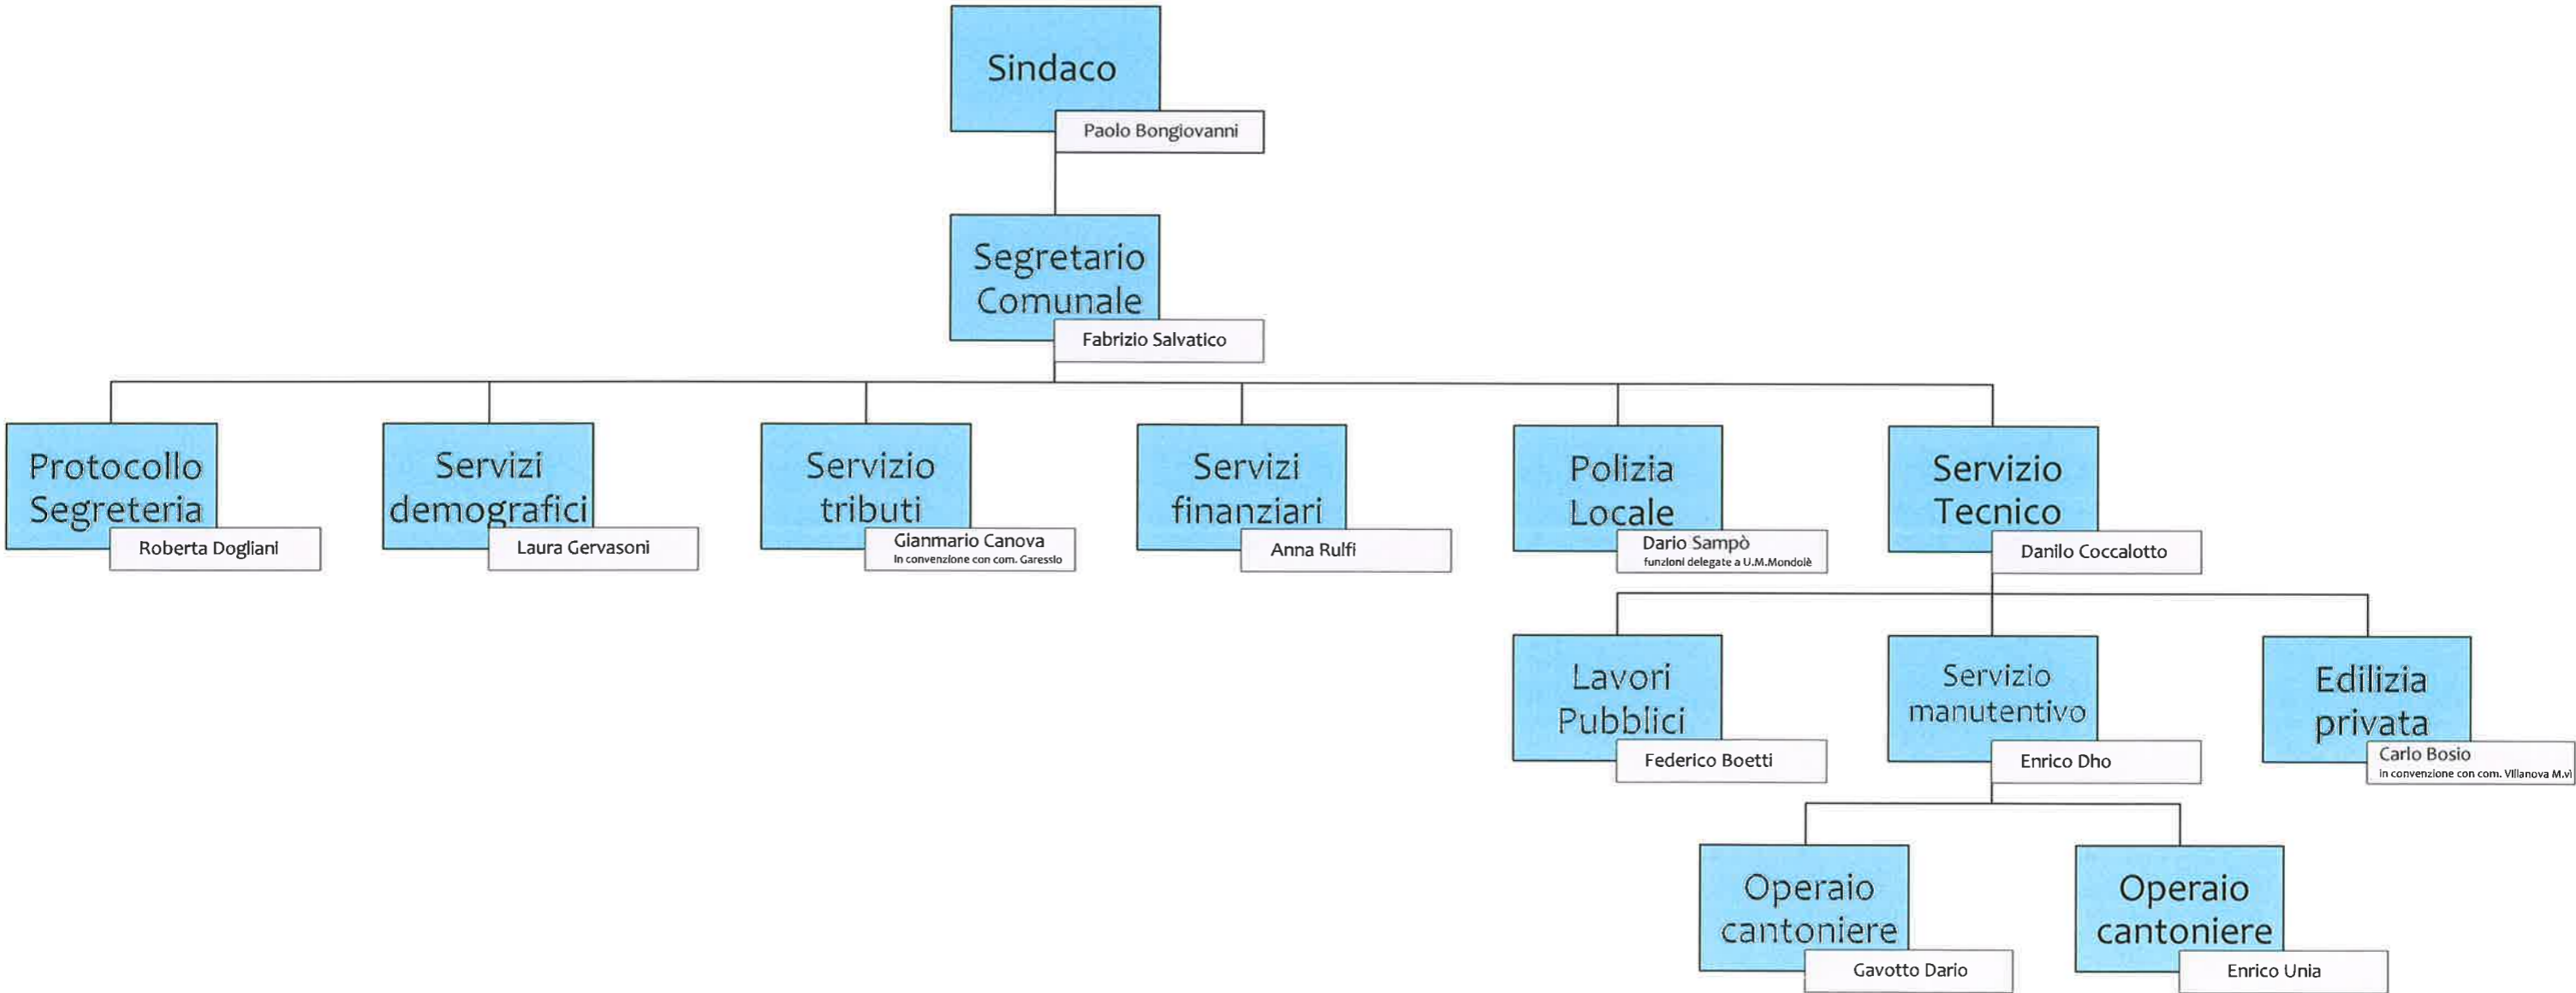 Sindaco
Paolo Bongiovanni
Segretario
Comunale
Fabrizio Salvatico
Protocollo
Segreteria
Roberta Dogliani
Servizi
demografici
Laura Gervasoni
Servizio
tributi
Gianmario Canova
in convenzione con com. Garessio
Servizi
finanziari
Anna Rulfi
Polizia
Locale
Dario Sampò
funzioni delegate a U.M.Mondolè
Servizio
Tecnico
Danilo Coccalotto
Lavori
Pubblici
Federico Boetti
Servizio
manutentivo
Enrico Dho
Edilizia
privata
Carlo Bosio
in convenzione con com. Villanova M.vì
Operaio
cantoniere
Gavotto Dario
Operaio
cantoniere
Enrico Unia